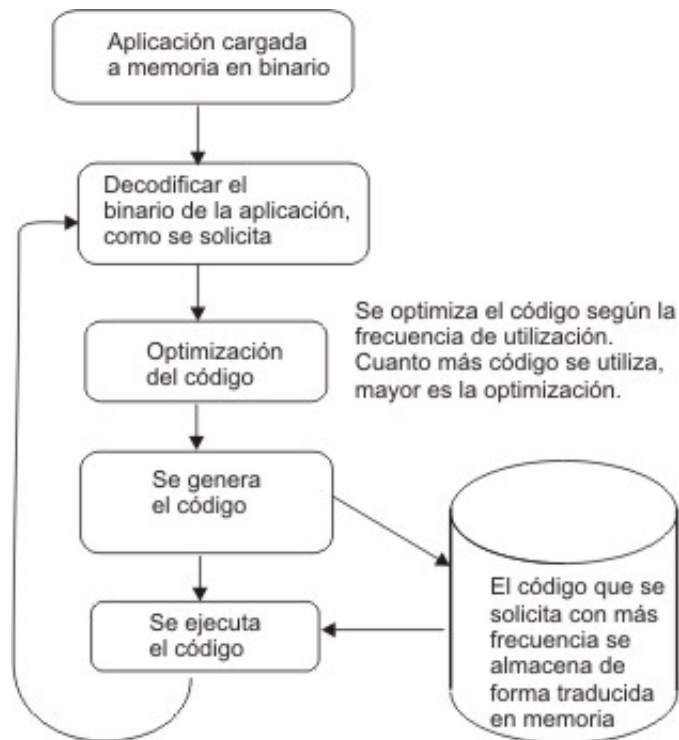 Aplicación cargada
a memoria en binario
Decodificar el
binario de la aplicación,
como se solicita
Optimización
del código
Se optimiza el código según la
frecuencia de utilización.
Cuanto más código se utiliza,
mayor es la optimización.
Se genera
el código
Se ejecuta
el código
El código que se
solicita con más
frecuencia se
almacena de
forma traducida
en memoria